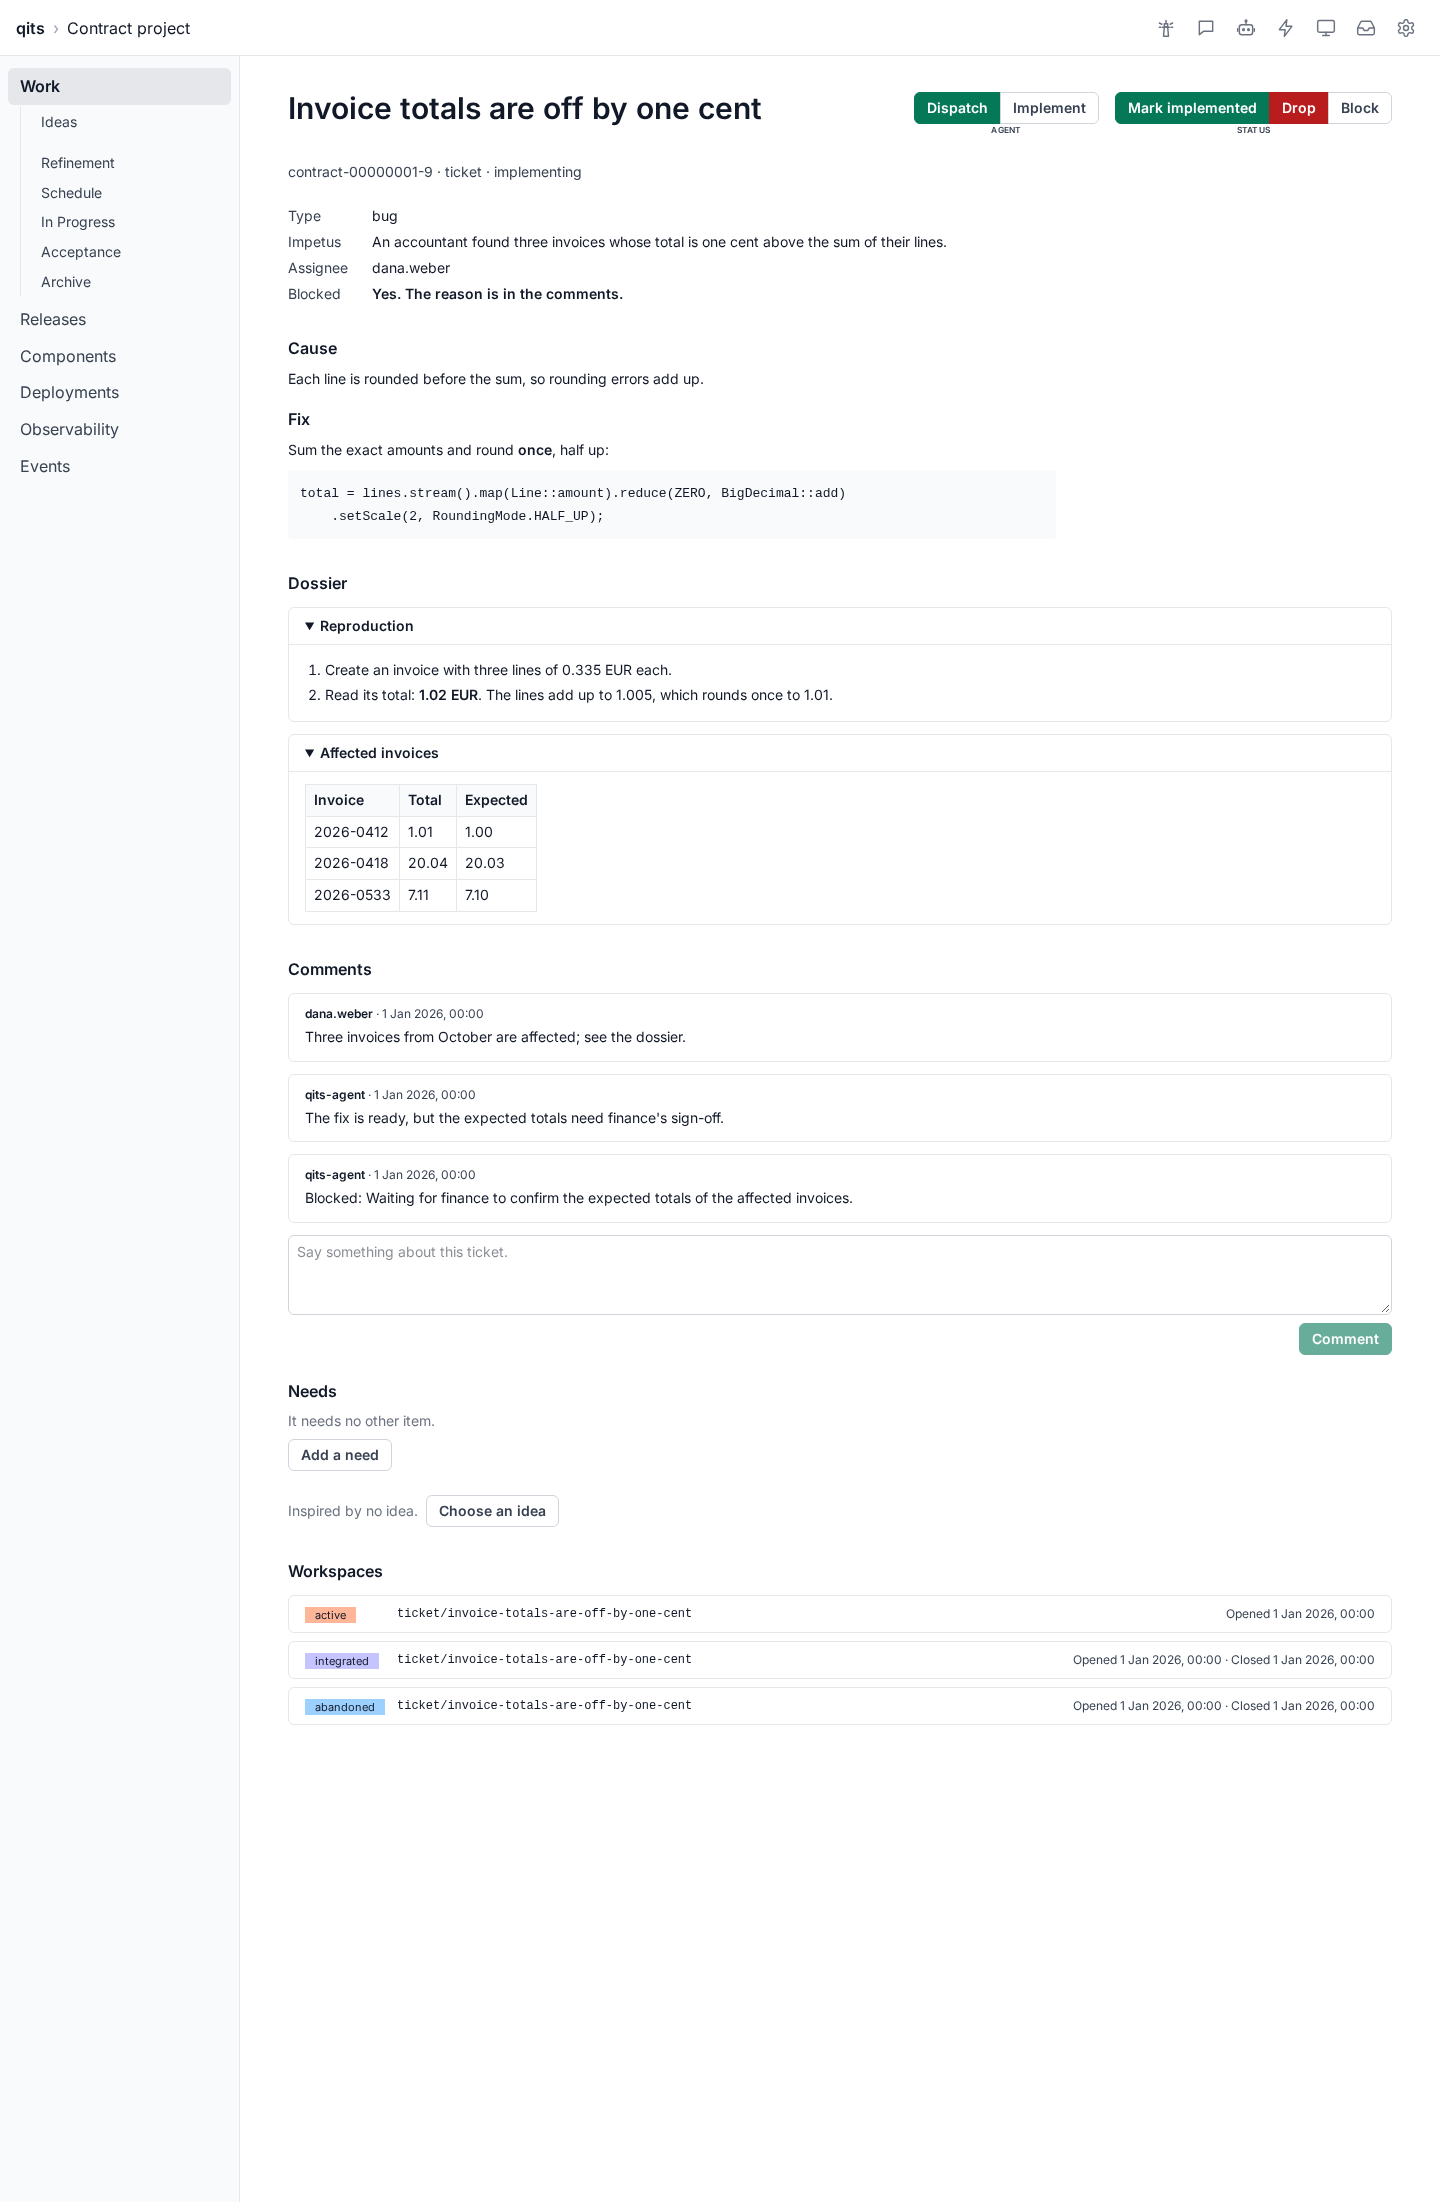 qits › Contract project
Work
Ideas
Refinement
Schedule
In Progress
Acceptance
Archive
Releases
Components
Deployments
Observability
Events
Invoice totals are off by one cent
Dispatch Implement
AGENT
Mark implemented Drop Block
STATUS
contract-00000001-9 · ticket · implementing
Type bug
Impetus An accountant found three invoices whose total is one cent above the sum of their lines.
Assignee dana.weber
Blocked Yes. The reason is in the comments.
Cause
Each line is rounded before the sum, so rounding errors add up.
Fix
Sum the exact amounts and round once, half up:
total = lines.stream().map(Line::amount).reduce(ZERO, BigDecimal::add)
    .setScale(2, RoundingMode.HALF_UP);
Dossier
▼ Reproduction
1. Create an invoice with three lines of 0.335 EUR each.
2. Read its total: 1.02 EUR. The lines add up to 1.005, which rounds once to 1.01.
▼ Affected invoices
Invoice Total Expected
2026-0412 1.01 1.00
2026-0418 20.04 20.03
2026-0533 7.11 7.10
Comments
dana.weber · 1 Jan 2026, 00:00
Three invoices from October are affected; see the dossier.
qits-agent · 1 Jan 2026, 00:00
The fix is ready, but the expected totals need finance's sign-off.
qits-agent · 1 Jan 2026, 00:00
Blocked: Waiting for finance to confirm the expected totals of the affected invoices.
Say something about this ticket.
Comment
Needs
It needs no other item.
Add a need
Inspired by no idea. Choose an idea
Workspaces
active ticket/invoice-totals-are-off-by-one-cent Opened 1 Jan 2026, 00:00
integrated ticket/invoice-totals-are-off-by-one-cent Opened 1 Jan 2026, 00:00 · Closed 1 Jan 2026, 00:00
abandoned ticket/invoice-totals-are-off-by-one-cent Opened 1 Jan 2026, 00:00 · Closed 1 Jan 2026, 00:00